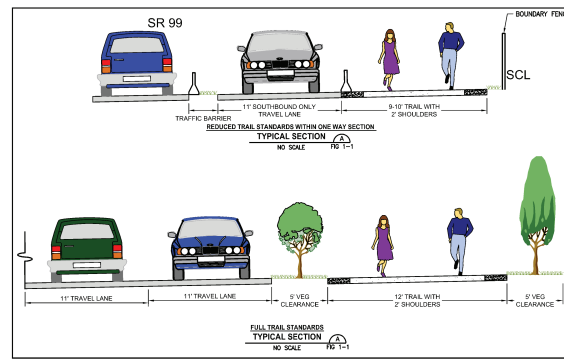 SR 99
BOUNDARY FENC
SCL
TRAFFIC BARRIER
11' SOUTHBOUND ONLY
TRAVEL LANE
9-10' TRAIL WITH
2' SHOULDERS
REDUCED TRAIL STANDARDS WITHIN ONE WAY SECTION
TYPICAL SECTION A
NO SCALE FIG 1-1
11' TRAVEL LANE
11' TRAVEL LANE
5' VEG
CLEARANCE
12' TRAIL WITH
2' SHOULDERS
5' VEG
CLEARANCE
FULL TRAIL STANDARDS
TYPICAL SECTION A
NO SCALE FIG 1-1